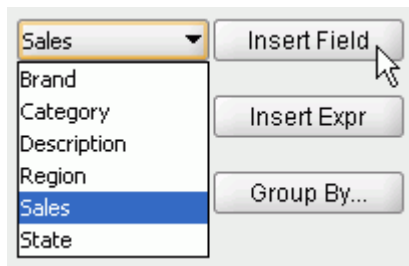 Sales
Insert Field
Brand
Category
Insert Expr
Description
Region
Group By...
Sales
State